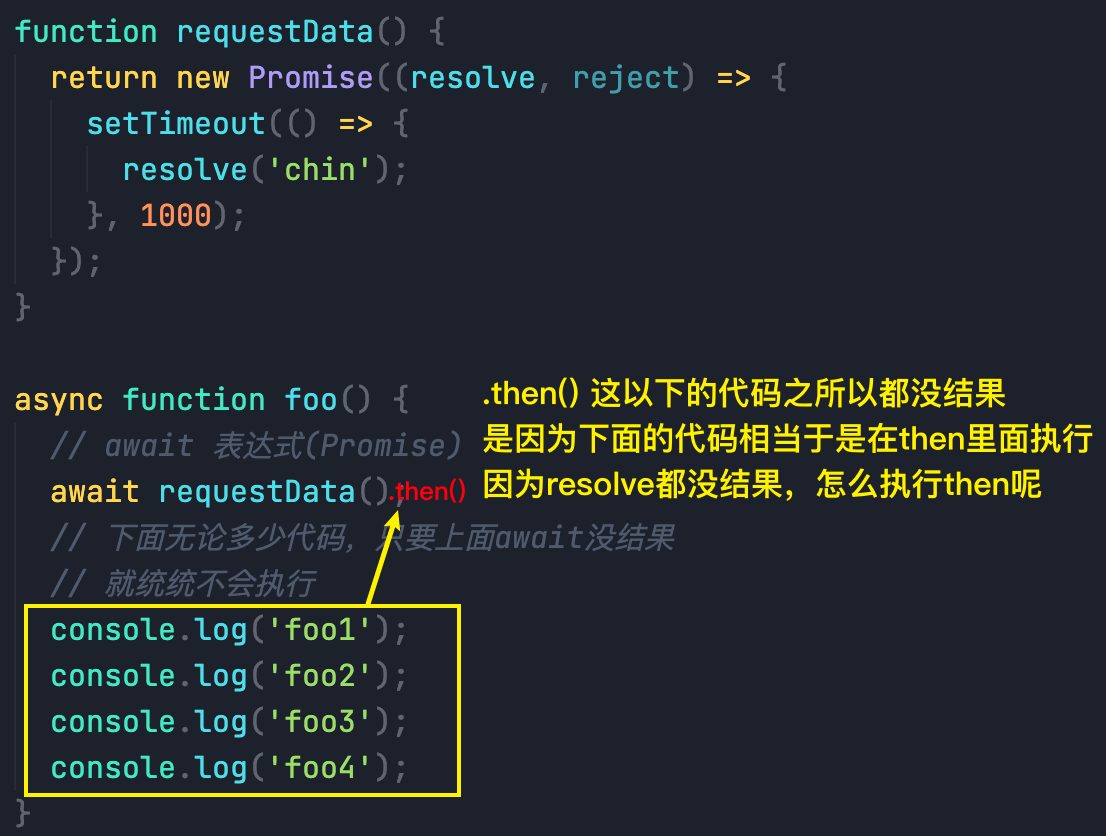 function requestData() {
return new Promise((resolve, reject) => {
setTimeout(() => {
resolve('chin');
}, 1000);
});
}
async function foo() {
// await 表达式(Promise)
await requestData();
.then()
.then() 这以下的代码之所以都没结果
是因为下面的代码相当于是在then里面执行
因为resolve都没结果，怎么执行then呢
// 下面无论多少代码，只要上面await没结果
// 就统统不会执行
console.log('foo1');
console.log('foo2');
console.log('foo3');
console.log('foo4');
}